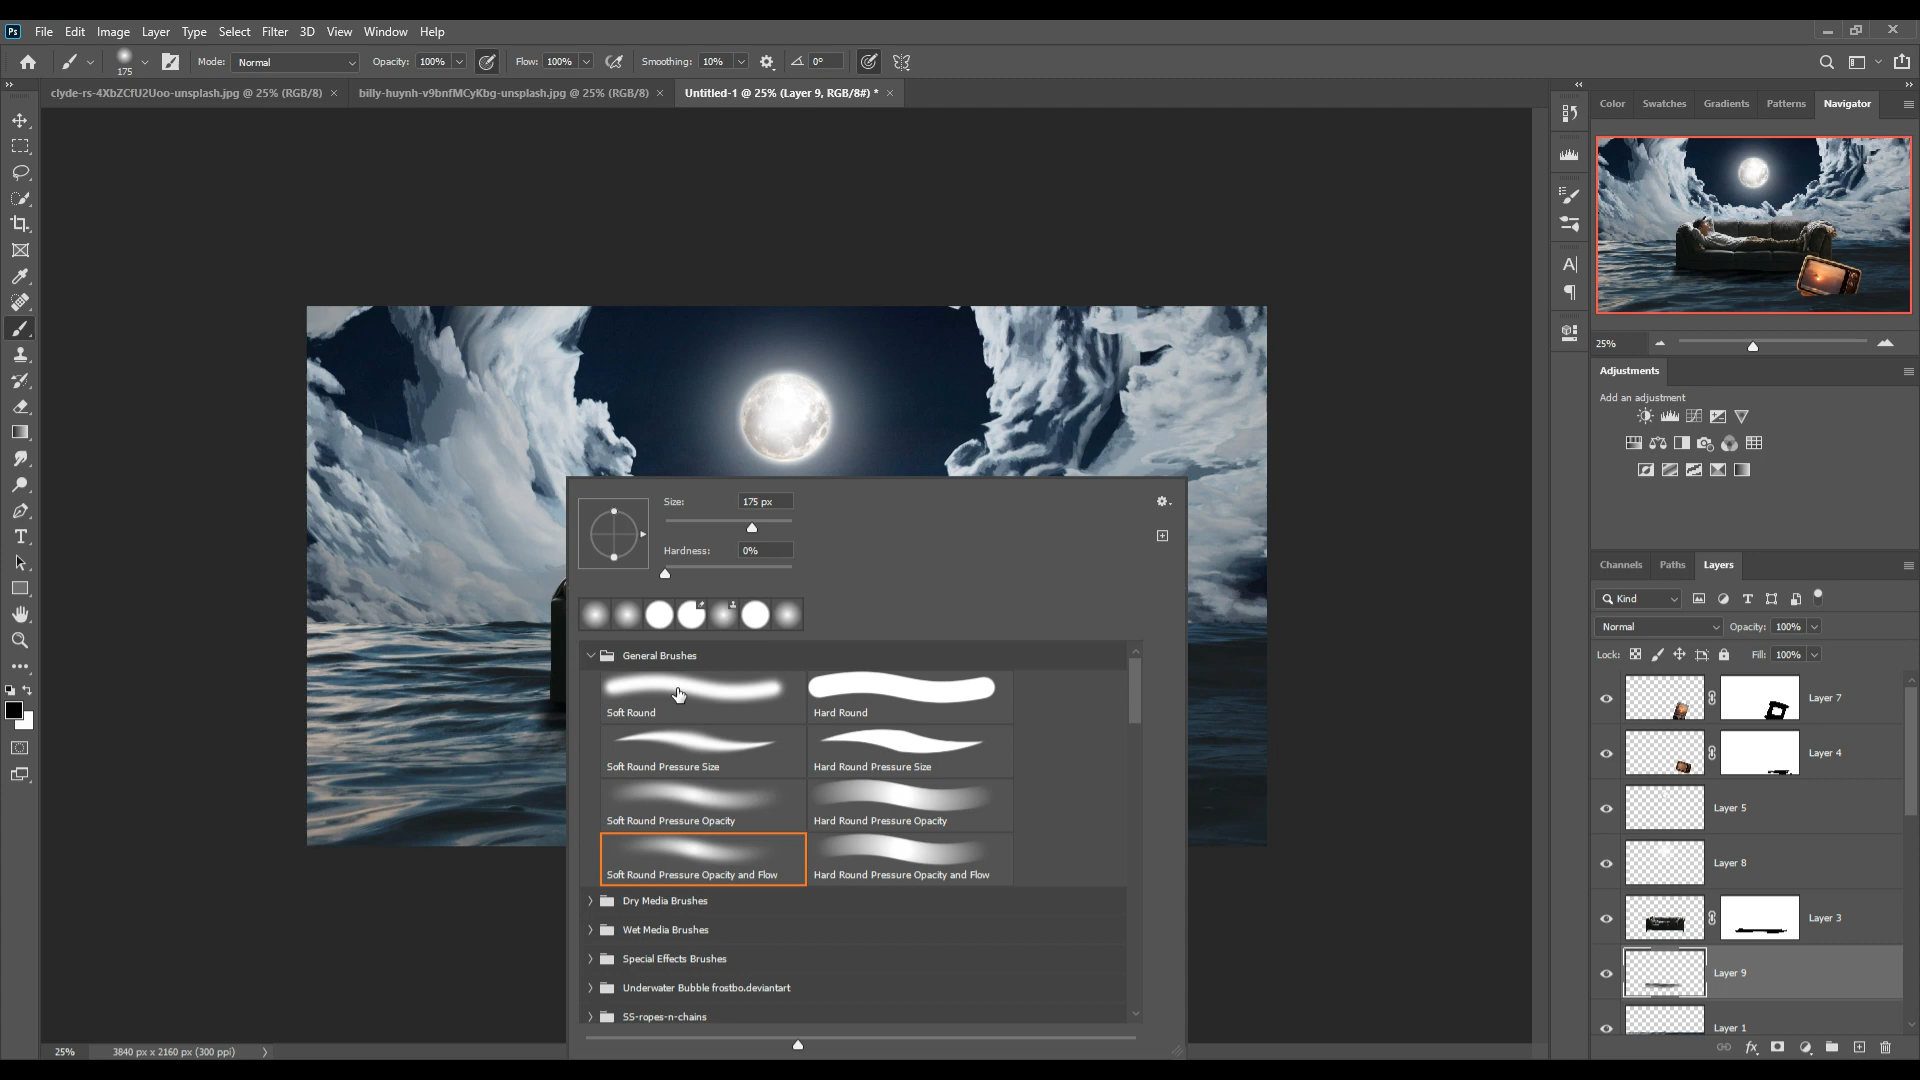 Ps File Edit Image Layer Type Select Filter 3D View Window Help
175 Mode: Normal Opacity: 100% Flow: 100% Smoothing: 10% 0°
clyde-rs-4XbZCfU2Uoo-unsplash.jpg @ 25% (RGB/8) × billy-huynh-v9bnfMCyKbg-unsplash.jpg @ 25% (RGB/8) × Untitled-1 @ 25% (Layer 9, RGB/8#) * ×
Color Swatches Gradients Patterns Navigator
25%
Adjustments
Add an adjustment
Size: 175 px
Hardness: 0%
General Brushes
Soft Round Hard Round
Soft Round Pressure Size Hard Round Pressure Size
Soft Round Pressure Opacity Hard Round Pressure Opacity
Soft Round Pressure Opacity and Flow Hard Round Pressure Opacity and Flow
Dry Media Brushes
Wet Media Brushes
Special Effects Brushes
Underwater Bubble frostbo.deviantart
SS-ropes-n-chains
Channels Paths Layers
Kind
Normal Opacity: 100%
Lock: Fill: 100%
Layer 7
Layer 4
Layer 5
Layer 8
Layer 3
Layer 9
Layer 1
25% 3840 px x 2160 px (300 ppi)